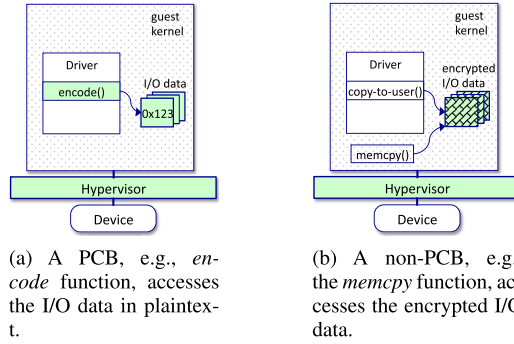 guest
kernel
Driver
encode()
I/O data
0x123
Hypervisor
Device
(a) A PCB, e.g., en-
code function, accesses
the I/O data in plaintex-
t.
guest
kernel
Driver
encrypted
I/O data
copy-to-user()
memcpy()
Hypervisor
Device
(b) A non-PCB, e.g.
the memcpy function, ac
cesses the encrypted I/O
data.